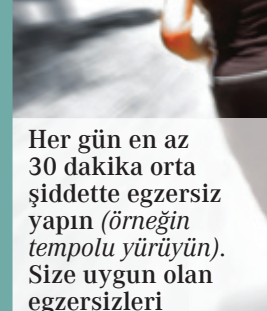 Her gün en az
30 dakika orta
şiddette egzersiz
yapın (örneğin
tempolu yürüyün).
Size uygun olan
egzersizleri